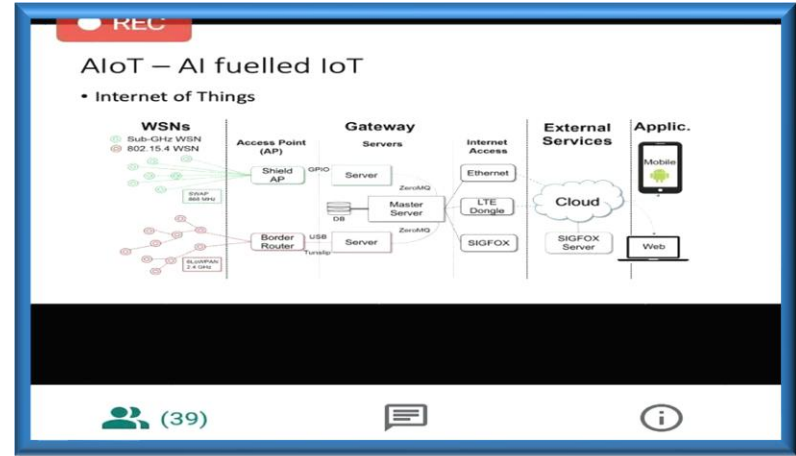 REC
AIoT – AI fuelled IoT
• Internet of Things
WSNs
Sub-GHz WSN
802.15.4 WSN
SWAP
868 MHz
6LoWPAN
2.4 GHz
Access Point
(AP)
Shield
AP
Border
Router
GPIO
USB
Tunslip
Gateway
Servers
Server
ZeroMQ
DB
Master
Server
ZeroMQ
Server
Internet
Access
Ethernet
LTE
Dongle
SIGFOX
External
Services
Cloud
SIGFOX
Server
Applic.
Mobile
Web
(39)